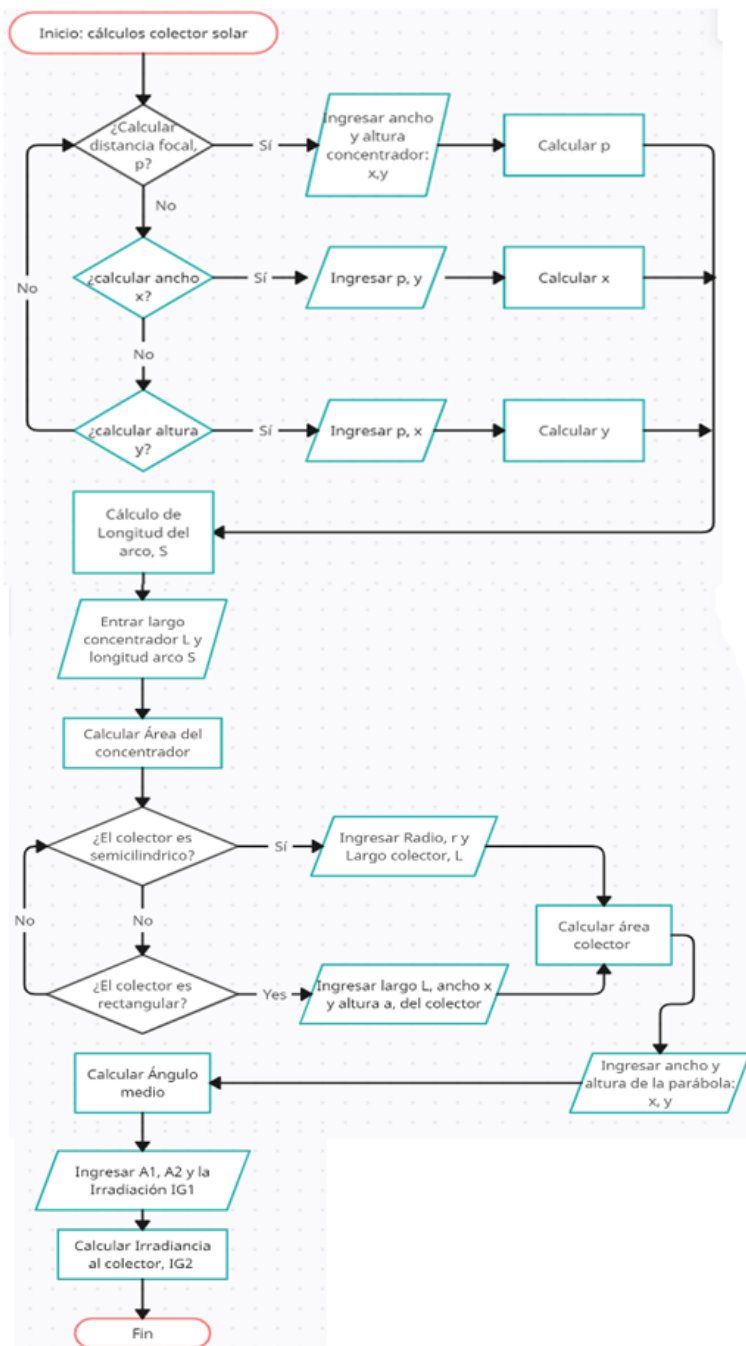 Inicio: cálculos colector solar
¿Calcular
distancia focal,
p?
Sí
Ingresar ancho
y altura
concentrador:
x,y
Calcular p
No
¿calcular ancho
x?
Sí
Ingresar p, y
Calcular x
No
No
¿calcular altura
y?
Sí
Ingresar p, x
Calcular y
Cálculo de
Longitud del
arco, S
Entrar largo
concentrador L y
longitud arco S
Calcular Área del
concentrador
¿El colector es
semicilindrico?
Sí
Ingresar Radio, r y
Largo colector, L
No
No
Calcular área
colector
¿El colector es
rectangular?
Yes
Ingresar largo L, ancho x
y altura a, del colector
Calcular Ángulo
medio
Ingresar ancho y
altura de la parábola:
x, y
Ingresar A1, A2 y la
Irradiación IG1
Calcular Irradiancia
al colector, IG2
Fin